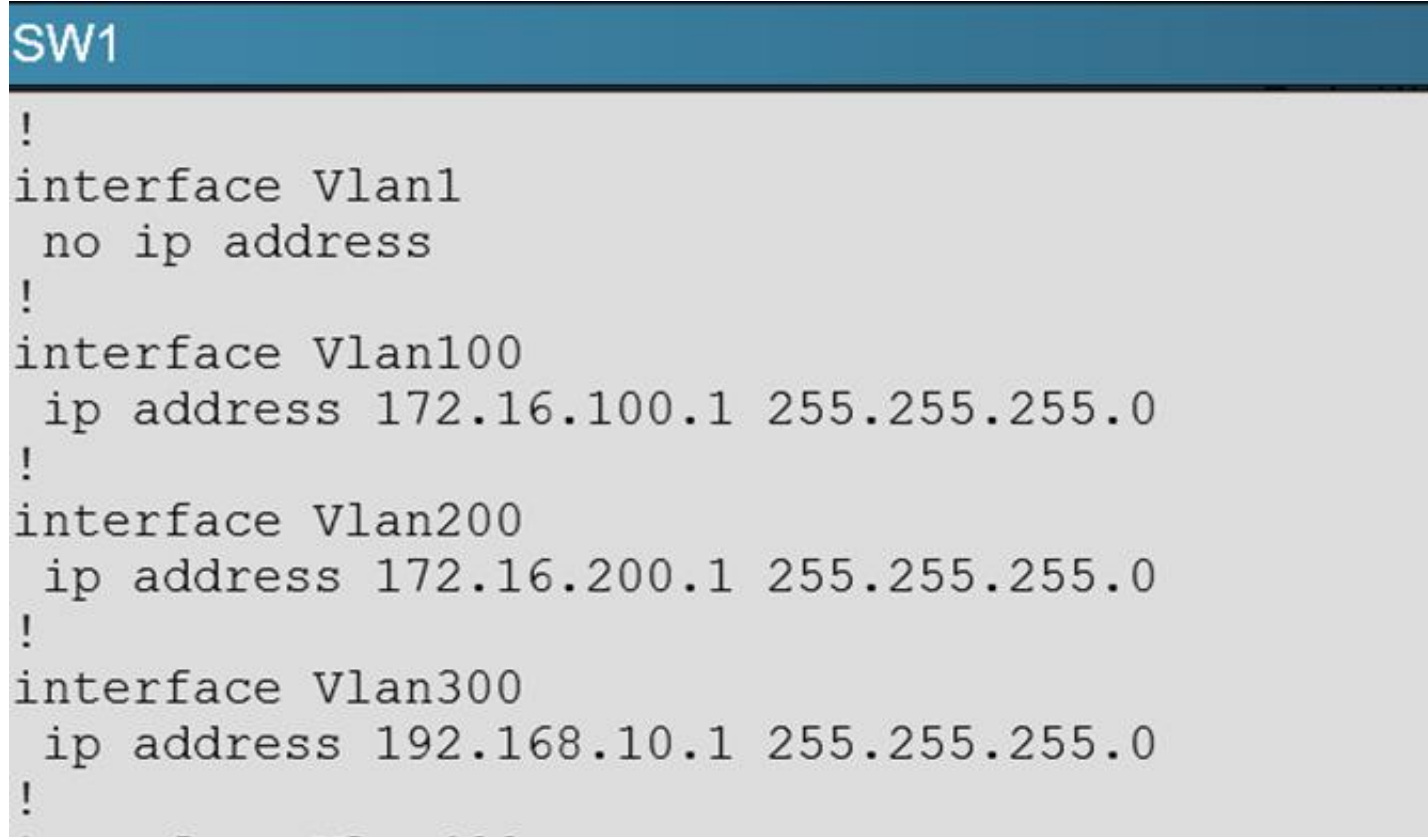 SW1
!
interface Vlan1
 no ip address
!
interface Vlan100
 ip address 172.16.100.1 255.255.255.0
!
interface Vlan200
 ip address 172.16.200.1 255.255.255.0
!
interface Vlan300
 ip address 192.168.10.1 255.255.255.0
!